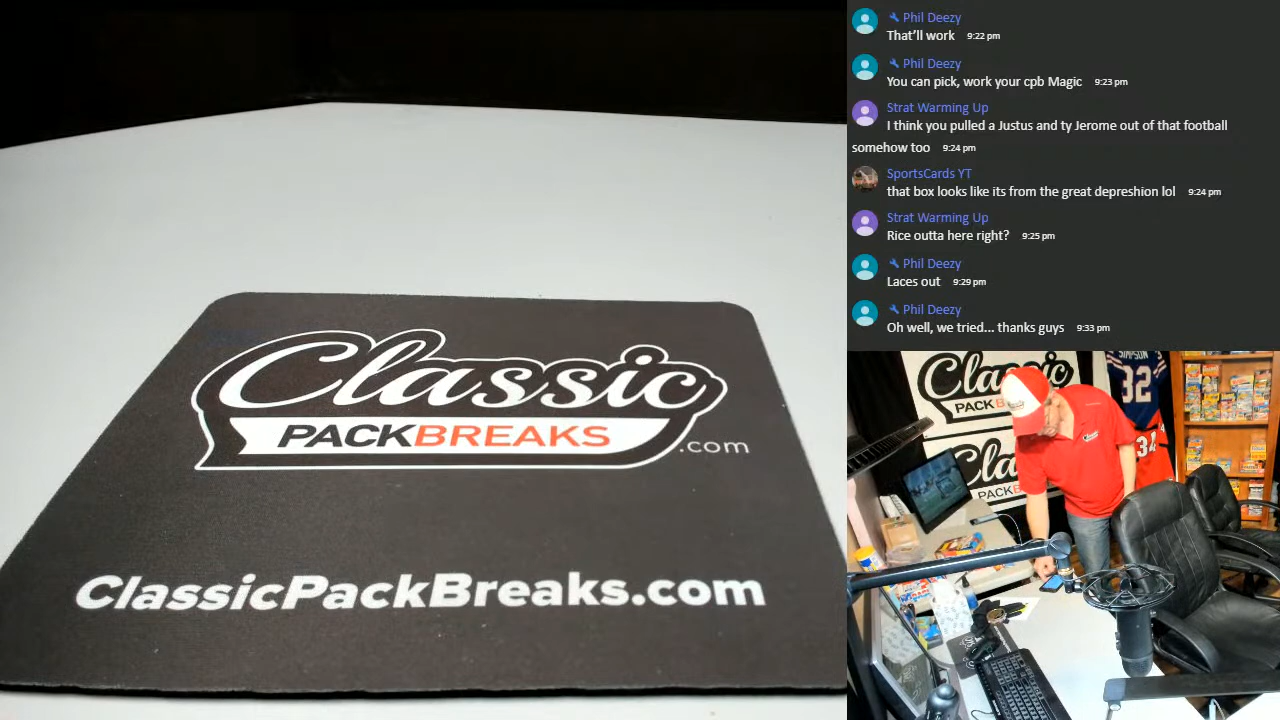 Phil Deezy
That'll work 9:22 pm
Phil Deezy
You can pick, work your cpb Magic 9:23 pm
Strat Warming Up
I think you pulled a Justus and ty Jerome out of that football
somehow too 9:24 pm
SportsCards YT
that box looks like its from the great depreshion lol 9:24 pm
Strat Warming Up
Rice outta here right? 9:25 pm
Phil Deezy
Laces out 9:29 pm
Phil Deezy
Oh well, we tried... thanks guys 9:33 pm
Classic
PACKBREAKS
.com
ClassicPackBreaks.com
Classic
PACKB
Cla
PACK
SIMPSON
32
34